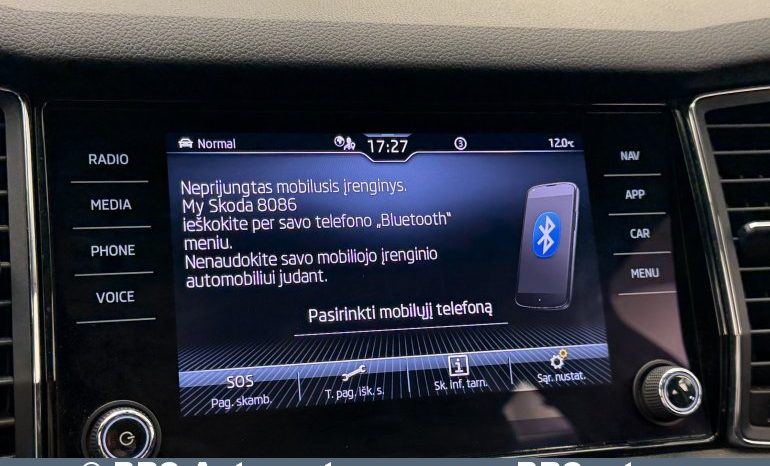 RADIO
MEDIA
PHONE
VOICE
Normal
17:27
3
12.0°C
Neprijungtas mobilusis įrenginys.
My Skoda 8086
ieškokite per savo telefono „Bluetooth“
meniu.
Nenaudokite savo mobiliojo įrenginio
automobiliui judant.
Pasirinkti mobilųjį telefoną
SOS
Pag. skamb.
T. pag. išk. s.
Sk. inf. tarn.
Sąr. nustat.
NAV
APP
CAR
MENU